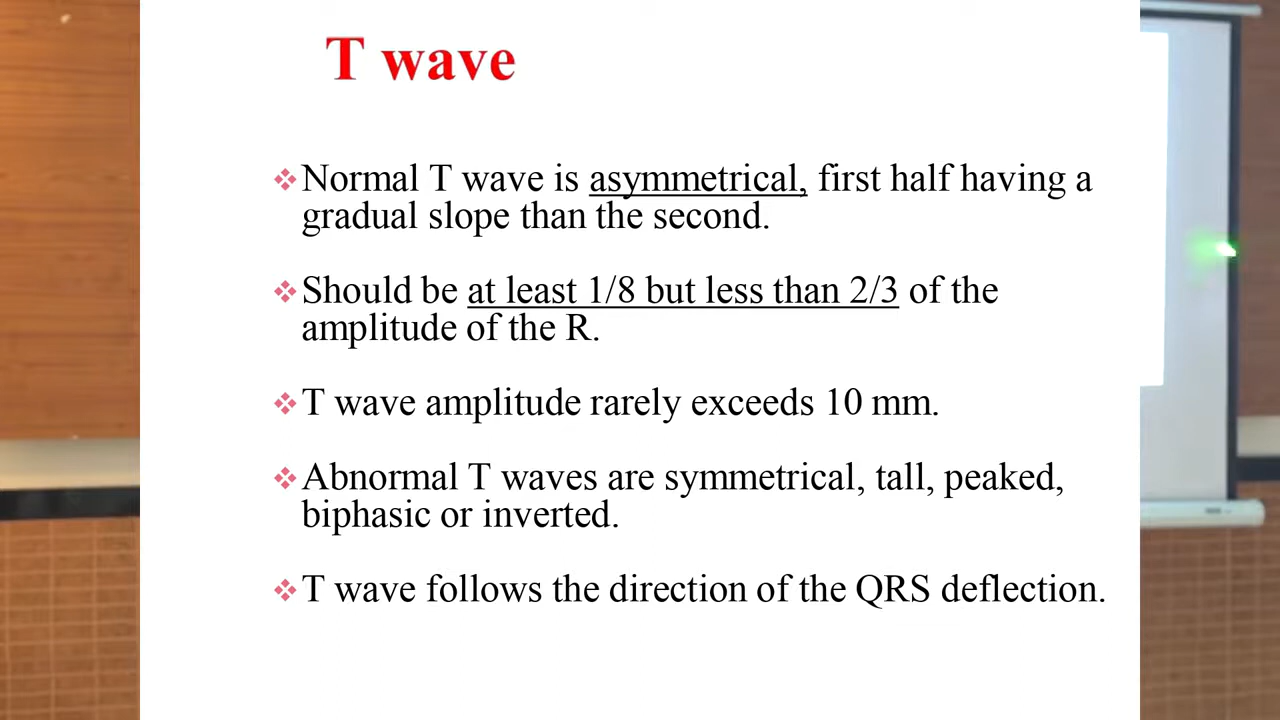 T wave
❖Normal T wave is asymmetrical, first half having a
gradual slope than the second.
❖Should be at least 1/8 but less than 2/3 of the
amplitude of the R.
❖T wave amplitude rarely exceeds 10 mm.
❖Abnormal T waves are symmetrical, tall, peaked,
biphasic or inverted.
❖T wave follows the direction of the QRS deflection.